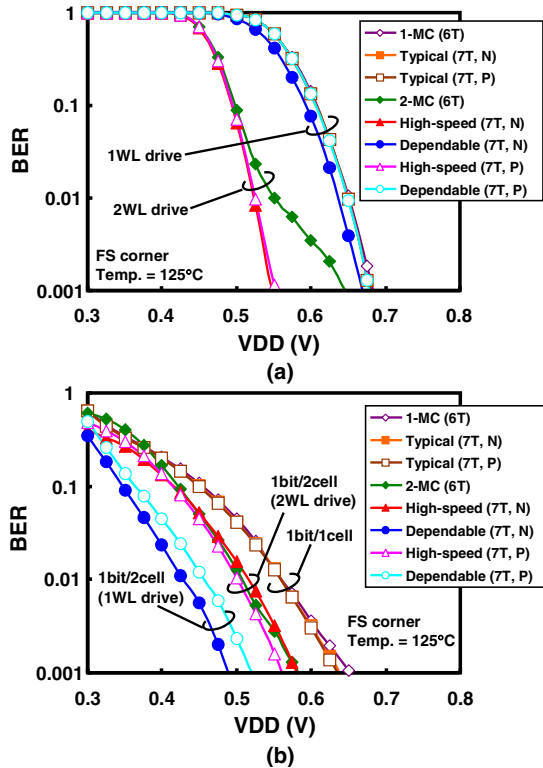 1
0.1
0.01
0.001
BER
0.3 0.4 0.5 0.6 0.7 0.8
VDD (V)
1WL drive
2WL drive
FS corner
Temp. = 125ºC
1-MC (6T)
Typical (7T, N)
Typical (7T, P)
2-MC (6T)
High-speed (7T, N)
Dependable (7T, N)
High-speed (7T, P)
Dependable (7T, P)
(a)
1
0.1
0.01
0.001
BER
0.3 0.4 0.5 0.6 0.7 0.8
VDD (V)
1bit/2cell
(2WL drive)
1bit/1cell
1bit/2cell
(1WL drive)
FS corner
Temp. = 125ºC
1-MC (6T)
Typical (7T, N)
Typical (7T, P)
2-MC (6T)
High-speed (7T, N)
Dependable (7T, N)
High-speed (7T, P)
Dependable (7T, P)
(b)